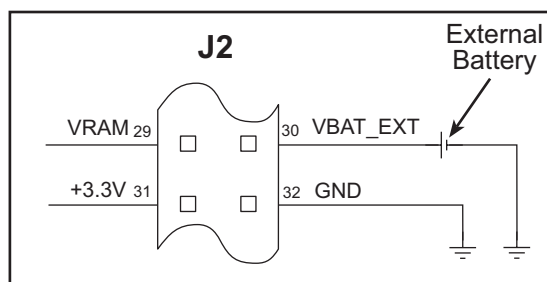 J2
External
Battery
VRAM 29
30 VBAT_EXT
+3.3V 31
32 GND